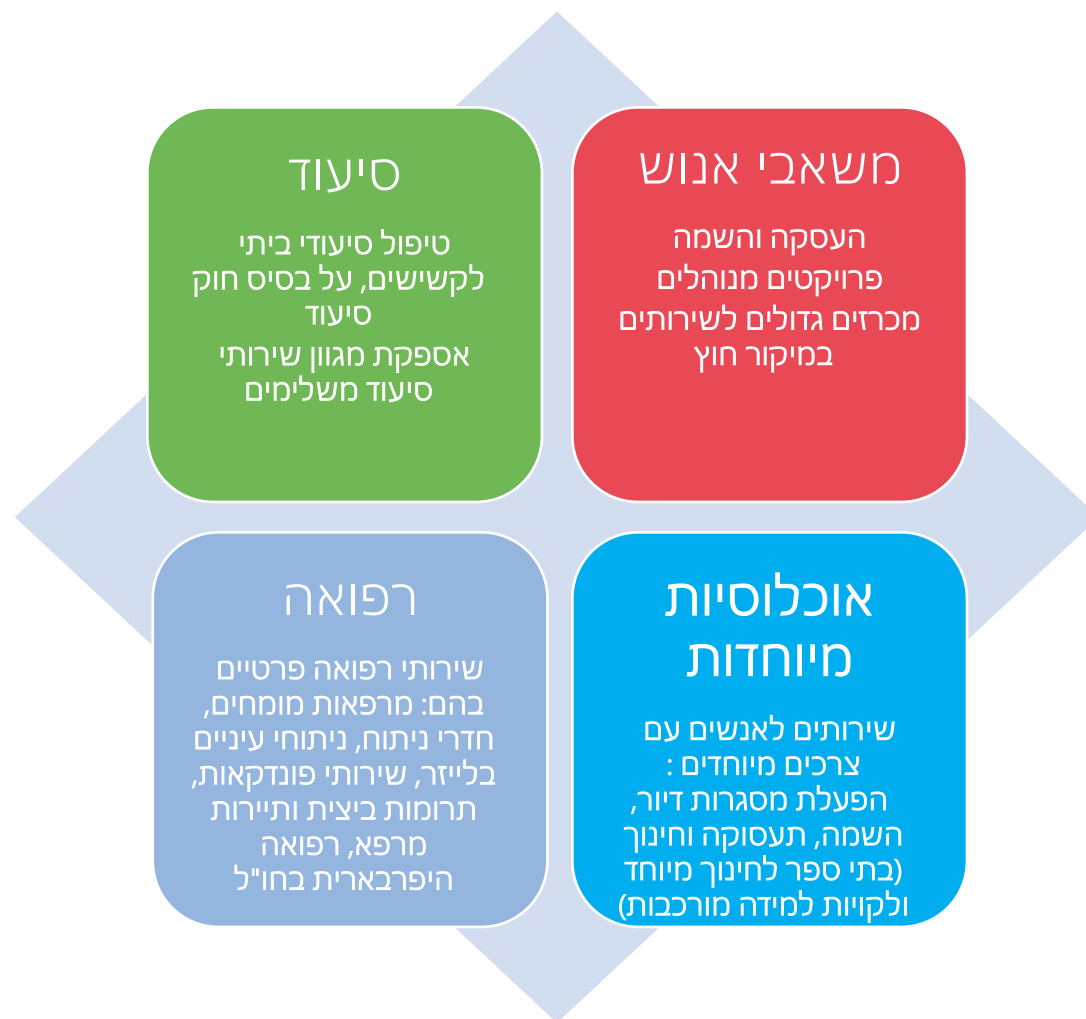 משאבי אנוש
העסקה והשמה
פרויקטים מנוהלים
מכרזים גדולים לשירותים
במיקור חוץ
סיעוד
טיפול סיעודי ביתי
לקשישים, על בסיס חוק
סיעוד
אספקת מגוון שירותי
סיעוד משלימים
אוכלוסיות
מיוחדות
שירותים לאנשים עם
צרכים מיוחדים :
הפעלת מסגרות דיור,
השמה, תעסוקה וחינוך
(בתי ספר לחינוך מיוחד
ולקויות למידה מורכבות)
רפואה
שירותי רפואה פרטיים
בהם: מרפאות מומחים,
חדרי ניתוח, ניתוחי עיניים
בלייזר, שירותי פונדקאות,
תרומות ביצית ותיירות
מרפא, רפואה
היפרבארית בחו"ל